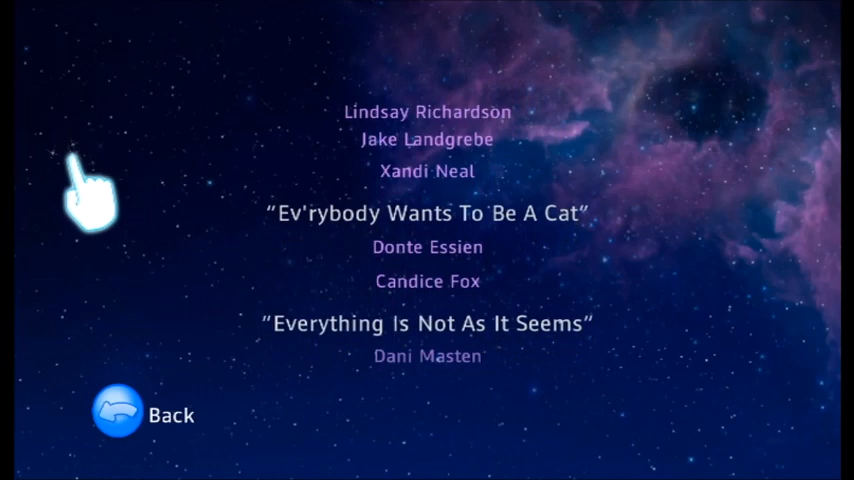 Lindsay Richardson
Jake Landgrebe
Xandi Neal
"Ev'rybody Wants To Be A Cat"
Donte Essien
Candice Fox
"Everything Is Not As It Seems"
Dani Masten
Back